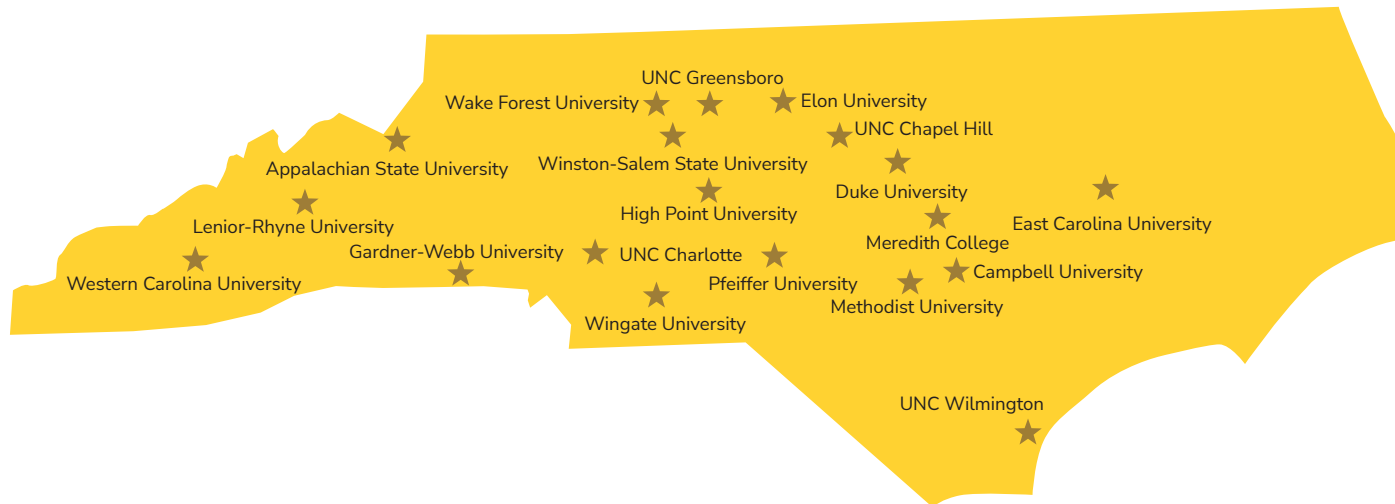 UNC Greensboro
Wake Forest University
Elon University
UNC Chapel Hill
Winston-Salem State University
Appalachian State University
Duke University
High Point University
East Carolina University
Lenior-Rhyne University
Meredith College
Gardner-Webb University
UNC Charlotte
Campbell University
Western Carolina University
Pfeiffer University
Methodist University
Wingate University
UNC Wilmington